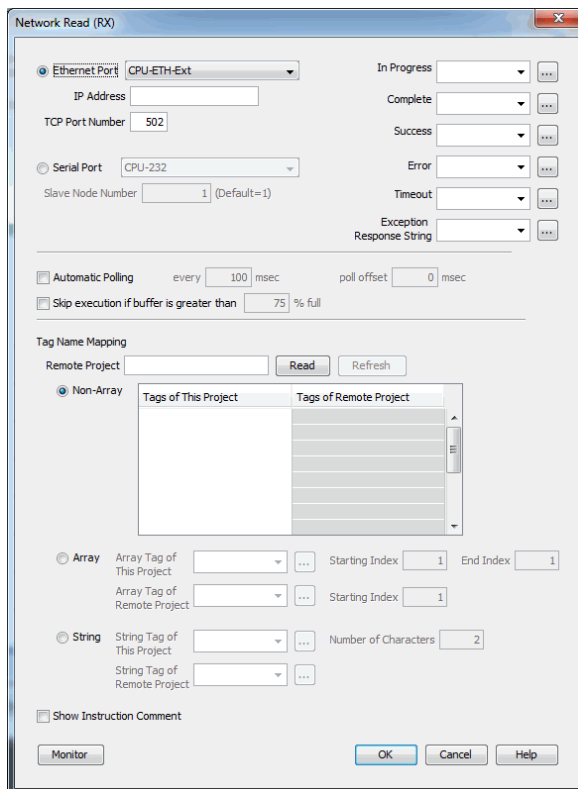 Network Read (RX)
Ethernet Port CPU-ETH-Ext
In Progress ...
IP Address
Complete ...
TCP Port Number 502
Success ...
Serial Port CPU-232
Error ...
Slave Node Number 1 (Default=1)
Timeout ...
Exception
Response String ...
Automatic Polling every 100 msec poll offset 0 msec
Skip execution if buffer is greater than 75 % full
Tag Name Mapping
Remote Project Read Refresh
Non-Array Tags of This Project Tags of Remote Project
Array Array Tag of
This Project ... Starting Index 1 End Index 1
Array Tag of
Remote Project ... Starting Index 1
String String Tag of
This Project ... Number of Characters 2
String Tag of
Remote Project ...
Show Instruction Comment
Monitor OK Cancel Help